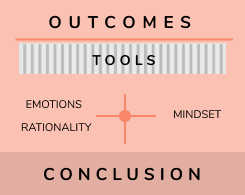 OUTCOMES
TOOLS
EMOTIONS
MINDSET
RATIONALITY
CONCLUSION